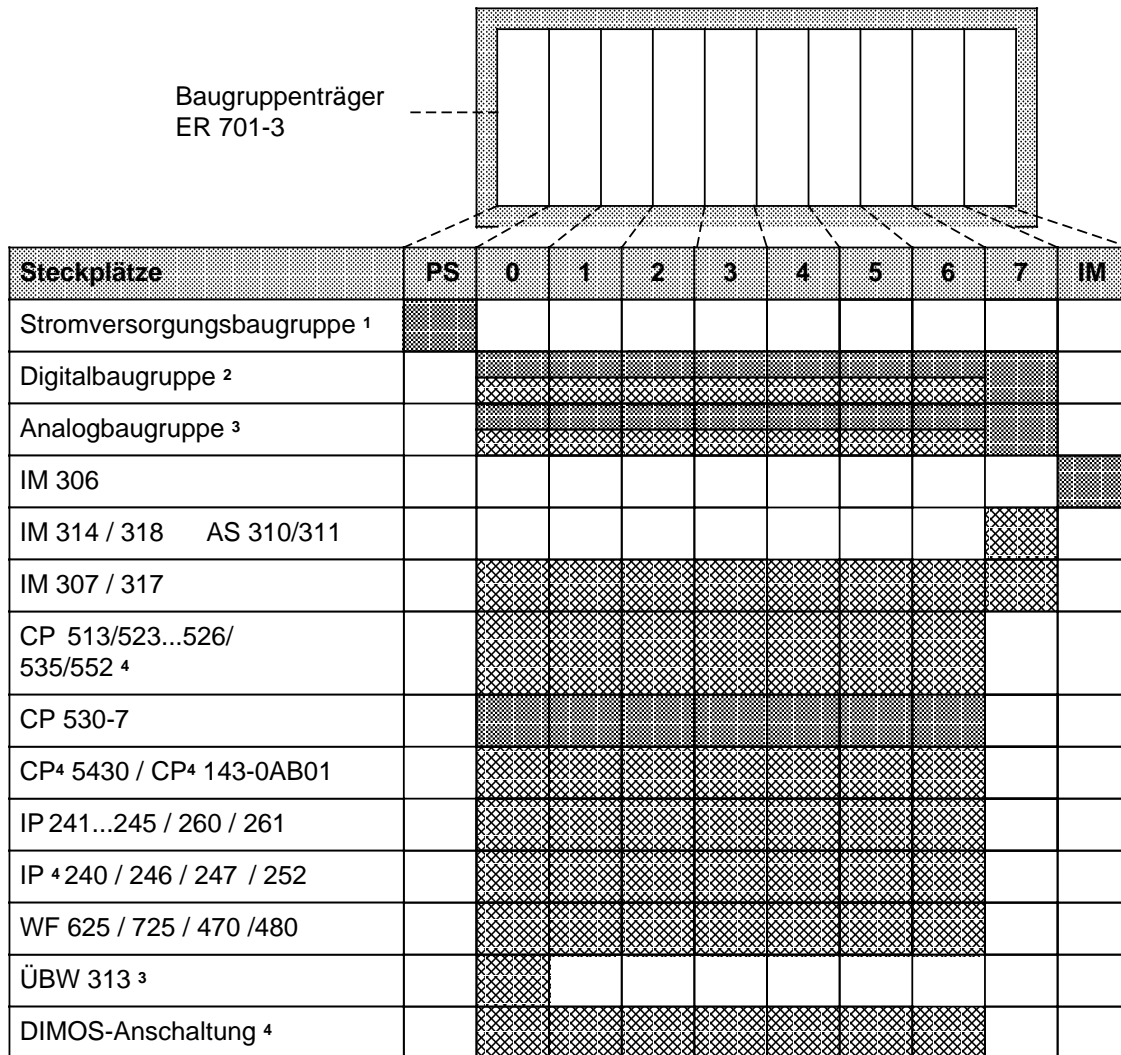 Baugruppenträger
ER 701-3
Steckplätze PS 0 1 2 3 4 5 6 7 IM
Stromversorgungsbaugruppe 1
Digitalbaugruppe 2
Analogbaugruppe 3
IM 306
IM 314 / 318 AS 310/311
IM 307 / 317
CP 513/523...526/
535/552 4
CP 530-7
CP4 5430 / CP4 143-0AB01
IP 241...245 / 260 / 261
IP 4 240 / 246 / 247 / 252
WF 625 / 725 / 470 /480
ÜBW 313 3
DIMOS-Anschaltung 4